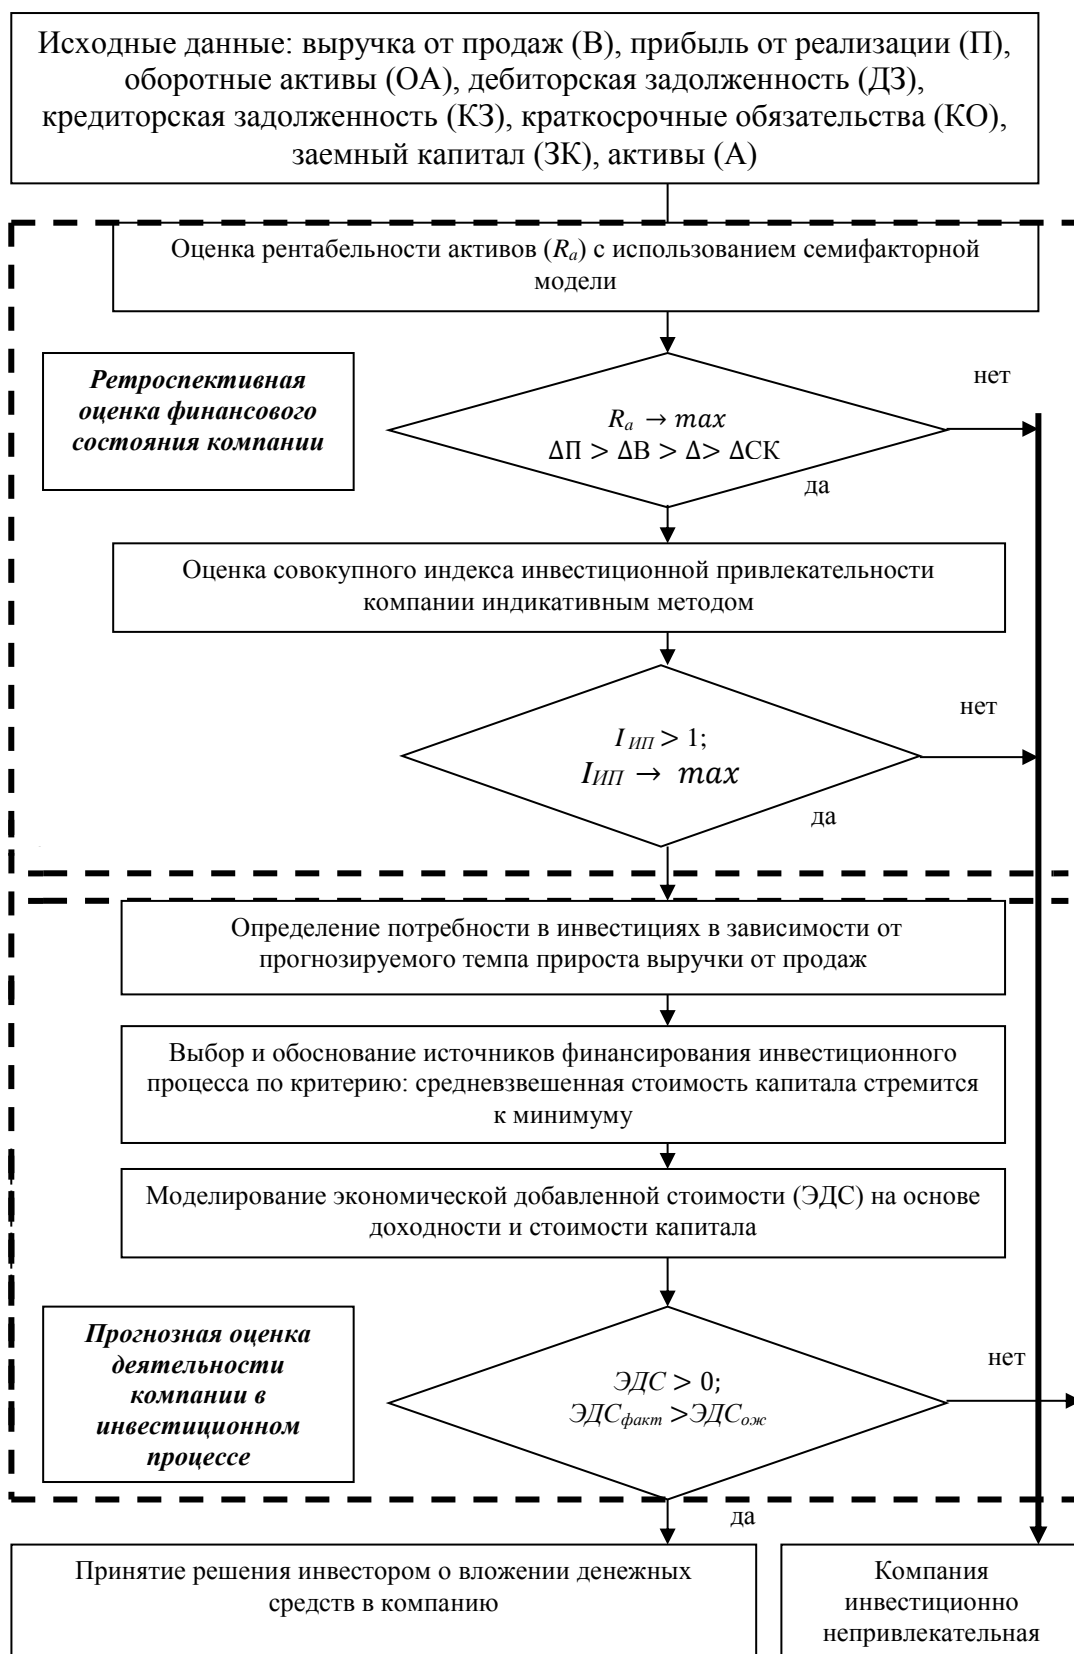 Исходные данные: выручка от продаж (В), прибыль от реализации (П),
оборотные активы (ОА), дебиторская задолженность (ДЗ),
кредиторская задолженность (КЗ), краткосрочные обязательства (КО),
заемный капитал (ЗК), активы (А)
Оценка рентабельности активов (Rₐ) с использованием семифакторной
модели
Ретроспективная
оценка финансового
состояния компании
нет
Rₐ → max
ΔП > ΔВ > Δ> ΔСК
да
Оценка совокупного индекса инвестиционной привлекательности
компании индикативным методом
нет
I ИП > 1;
IИП → max
да
Определение потребности в инвестициях в зависимости от
прогнозируемого темпа прироста выручки от продаж
Выбор и обоснование источников финансирования инвестиционного
процесса по критерию: средневзвешенная стоимость капитала стремится
к минимуму
Моделирование экономической добавленной стоимости (ЭДС) на основе
доходности и стоимости капитала
Прогнозная оценка
деятельности
компании в
инвестиционном
процессе
нет
ЭДС > 0;
ЭДСфакт >ЭДСож
да
Принятие решения инвестором о вложении денежных
средств в компанию
Компания
инвестиционно
непривлекательная